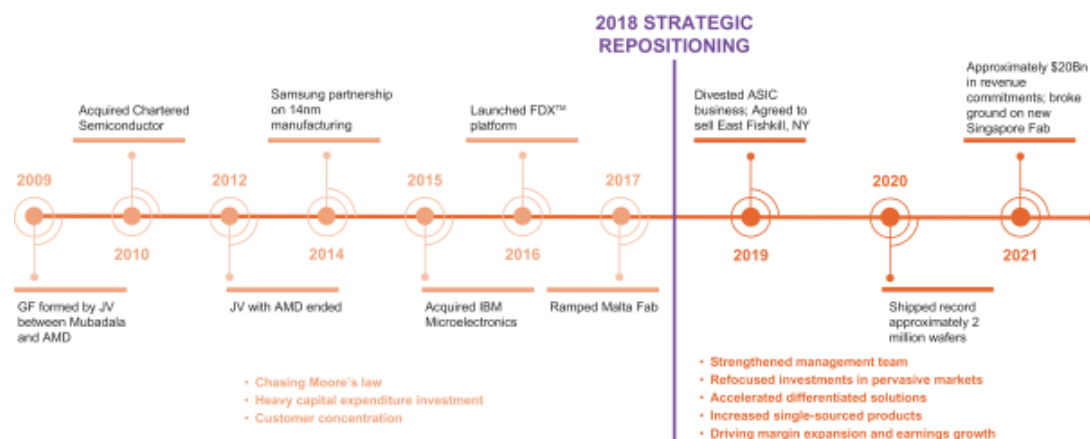 2018 STRATEGIC
REPOSITIONING
Acquired Chartered
Semiconductor
Samsung partnership
on 14nm
manufacturing
Launched FDX™
platform
Divested ASIC
business; Agreed to
sell East Fishkill, NY
Approximately $20Bn
in revenue
commitments; broke
ground on new
Singapore Fab
2009
2012
2015
2017
2020
2010
2014
2016
2019
2021
GF formed by JV
between Mubadala
and AMD
JV with AMD ended
Acquired IBM
Microelectronics
Ramped Malta Fab
Shipped record
approximately 2
million wafers
• Chasing Moore's law
• Heavy capital expenditure investment
• Customer concentration
• Strengthened management team
• Refocused investments in pervasive markets
• Accelerated differentiated solutions
• Increased single-sourced products
• Driving margin expansion and earnings growth